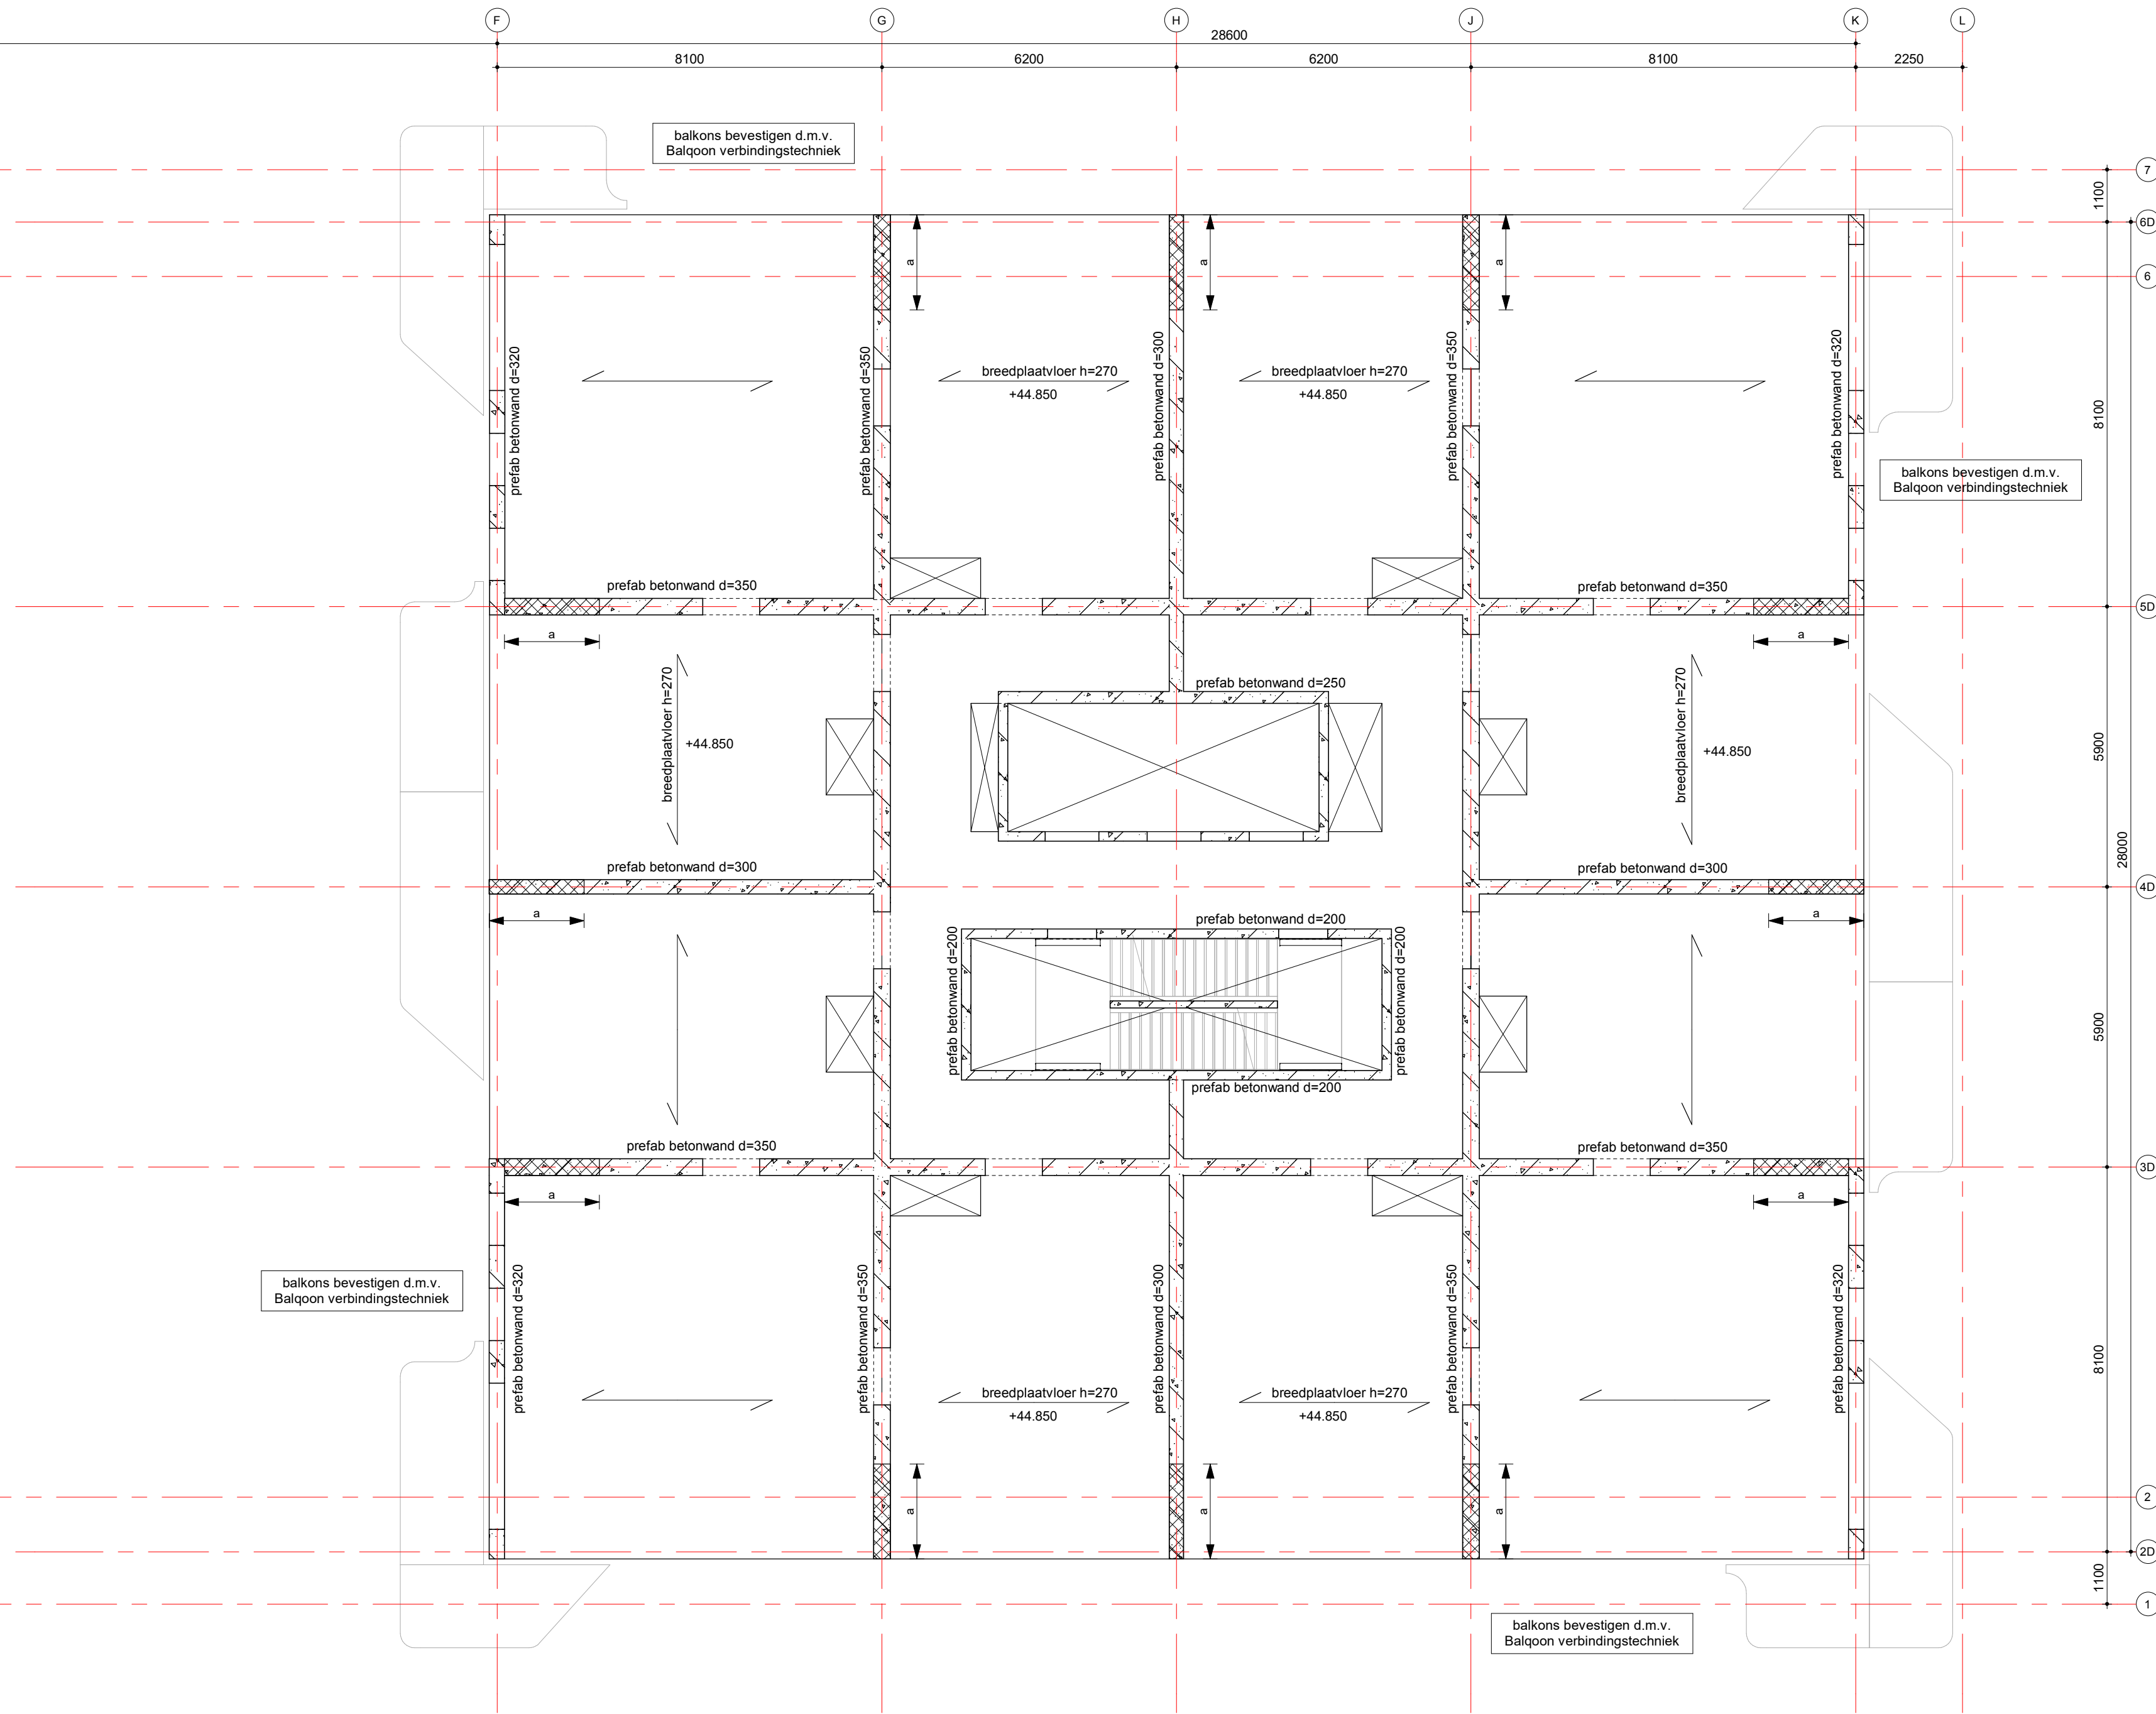 F
G
H
J
K
L
28600
8100
6200
6200
8100
2250
balkons bevestigen d.m.v.
Balqoon verbindingstechniek
7
1100
6D
a
a
a
6
prefab betonwand d=320
prefab betonwand d=350
breedplaatvloer h=270
+44.850
prefab betonwand d=300
breedplaatvloer h=270
+44.850
prefab betonwand d=350
prefab betonwand d=320
8100
balkons bevestigen d.m.v.
Balqoon verbindingstechniek
prefab betonwand d=350
prefab betonwand d=350
5D
a
a
prefab betonwand d=250
breedplaatvloer h=270
+44.850
breedplaatvloer h=270
+44.850
5900
28000
prefab betonwand d=300
prefab betonwand d=300
4D
a
a
prefab betonwand d=200
prefab betonwand d=200
prefab betonwand d=200
5900
prefab betonwand d=200
prefab betonwand d=350
prefab betonwand d=350
3D
a
a
balkons bevestigen d.m.v.
Balqoon verbindingstechniek
prefab betonwand d=320
prefab betonwand d=350
prefab betonwand d=300
prefab betonwand d=350
prefab betonwand d=320
8100
breedplaatvloer h=270
+44.850
breedplaatvloer h=270
+44.850
2
a
a
a
2D
1100
1
balkons bevestigen d.m.v.
Balqoon verbindingstechniek